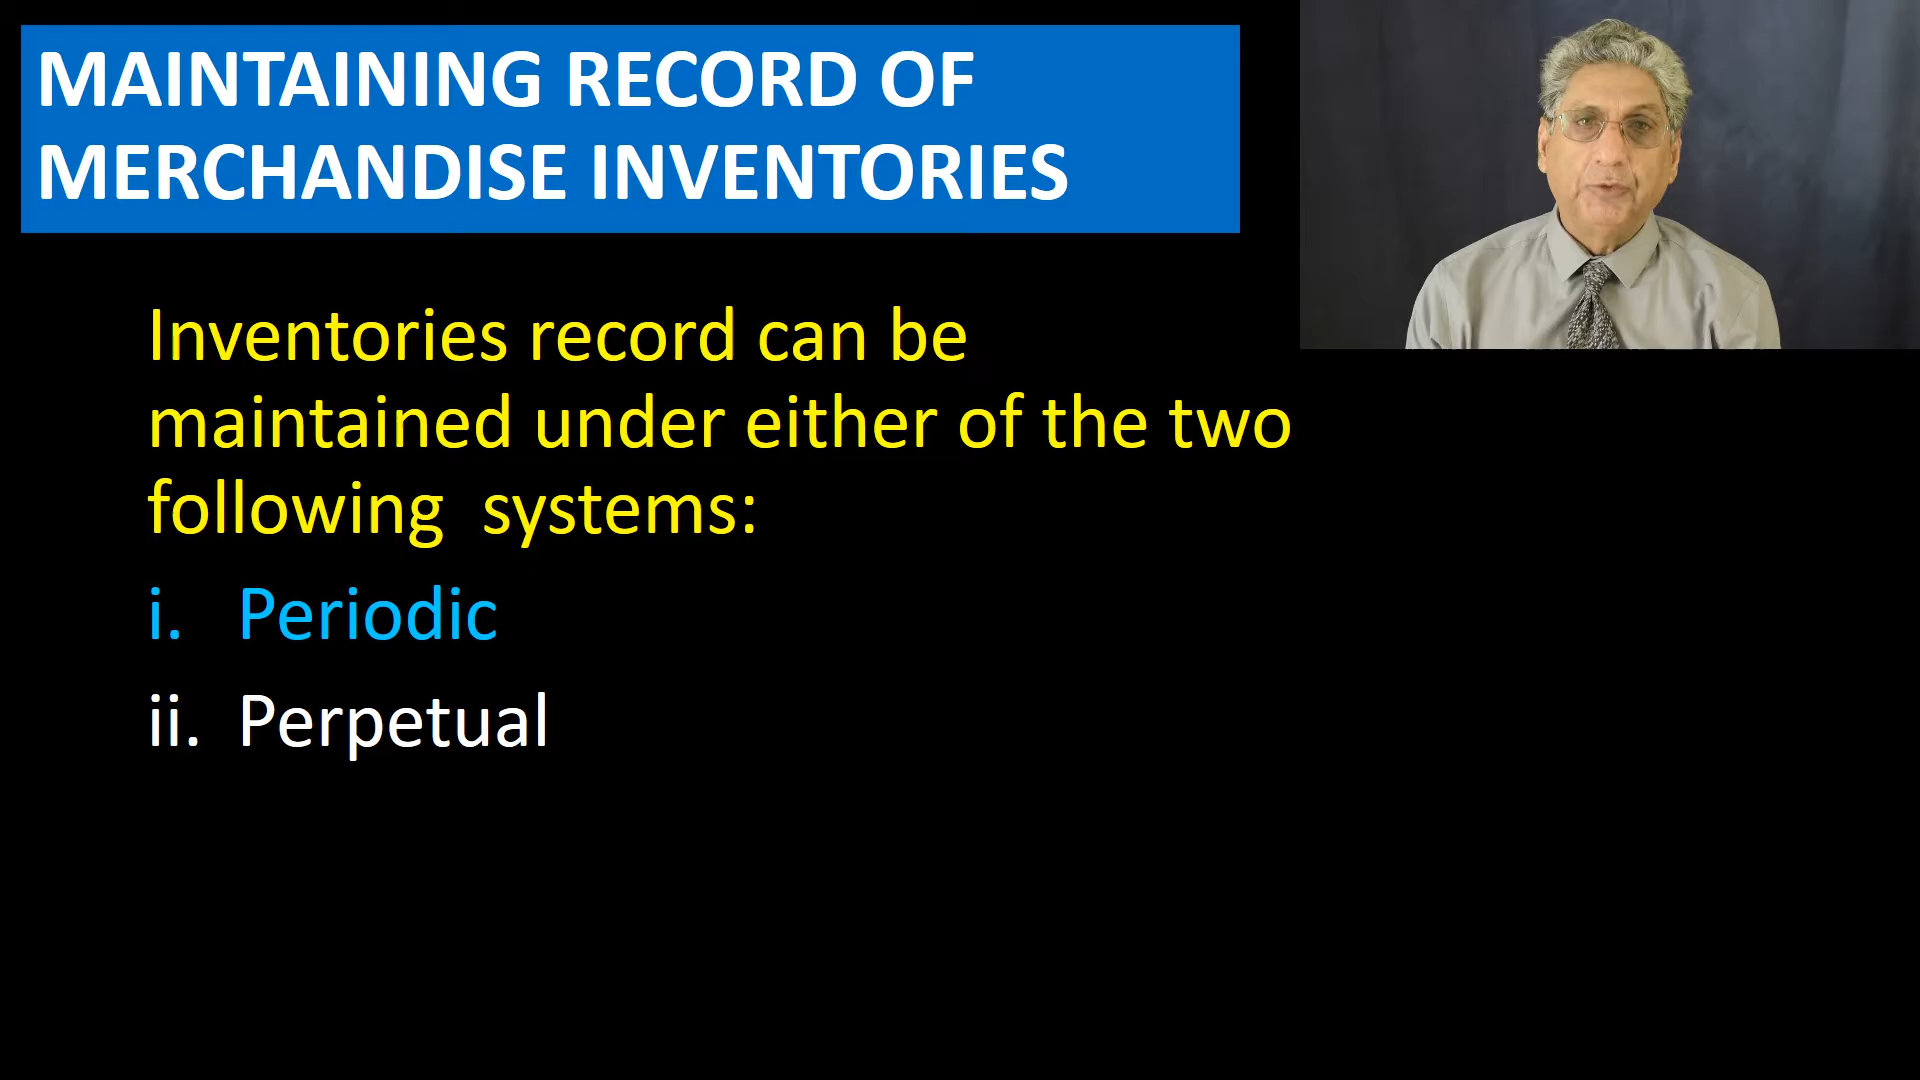 MAINTAINING RECORD OF
MERCHANDISE INVENTORIES
Inventories record can be
maintained under either of the two
following  systems:
i. Periodic
ii. Perpetual